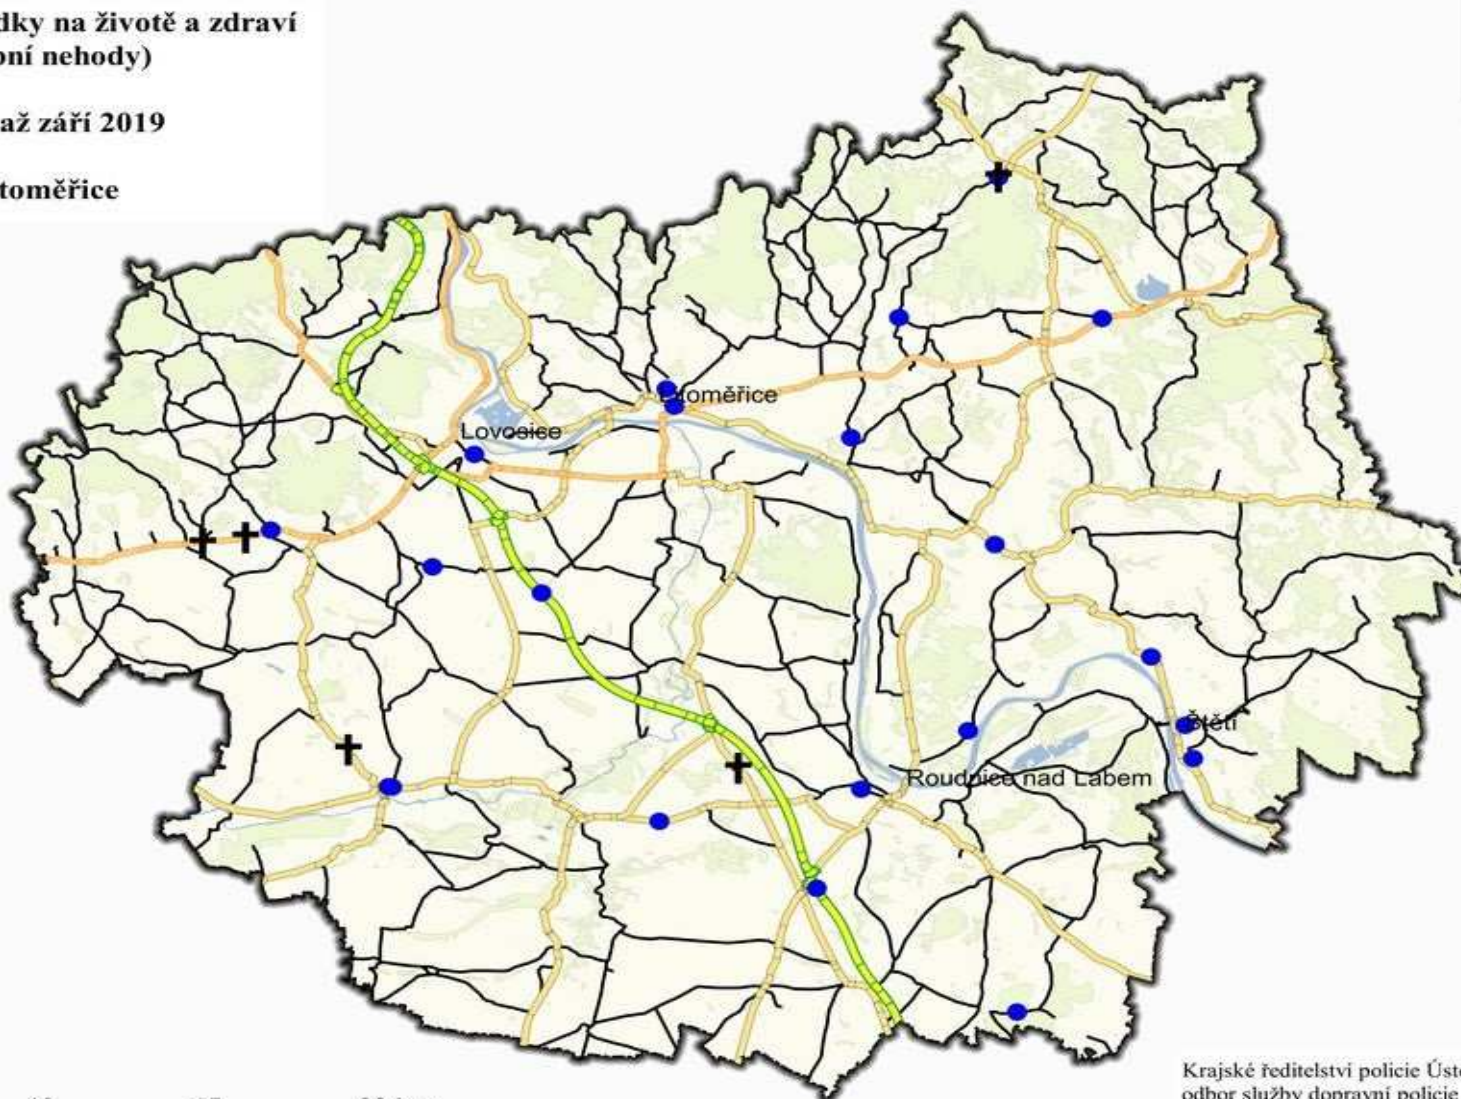 dky na životě a zdraví
ní nehody)
až září 2019
toměřice
Litoměřice
Lovosice
Štětí
Roudnice nad Labem
Krajské ředitelství policie Úst
odbor služby dopravní policie